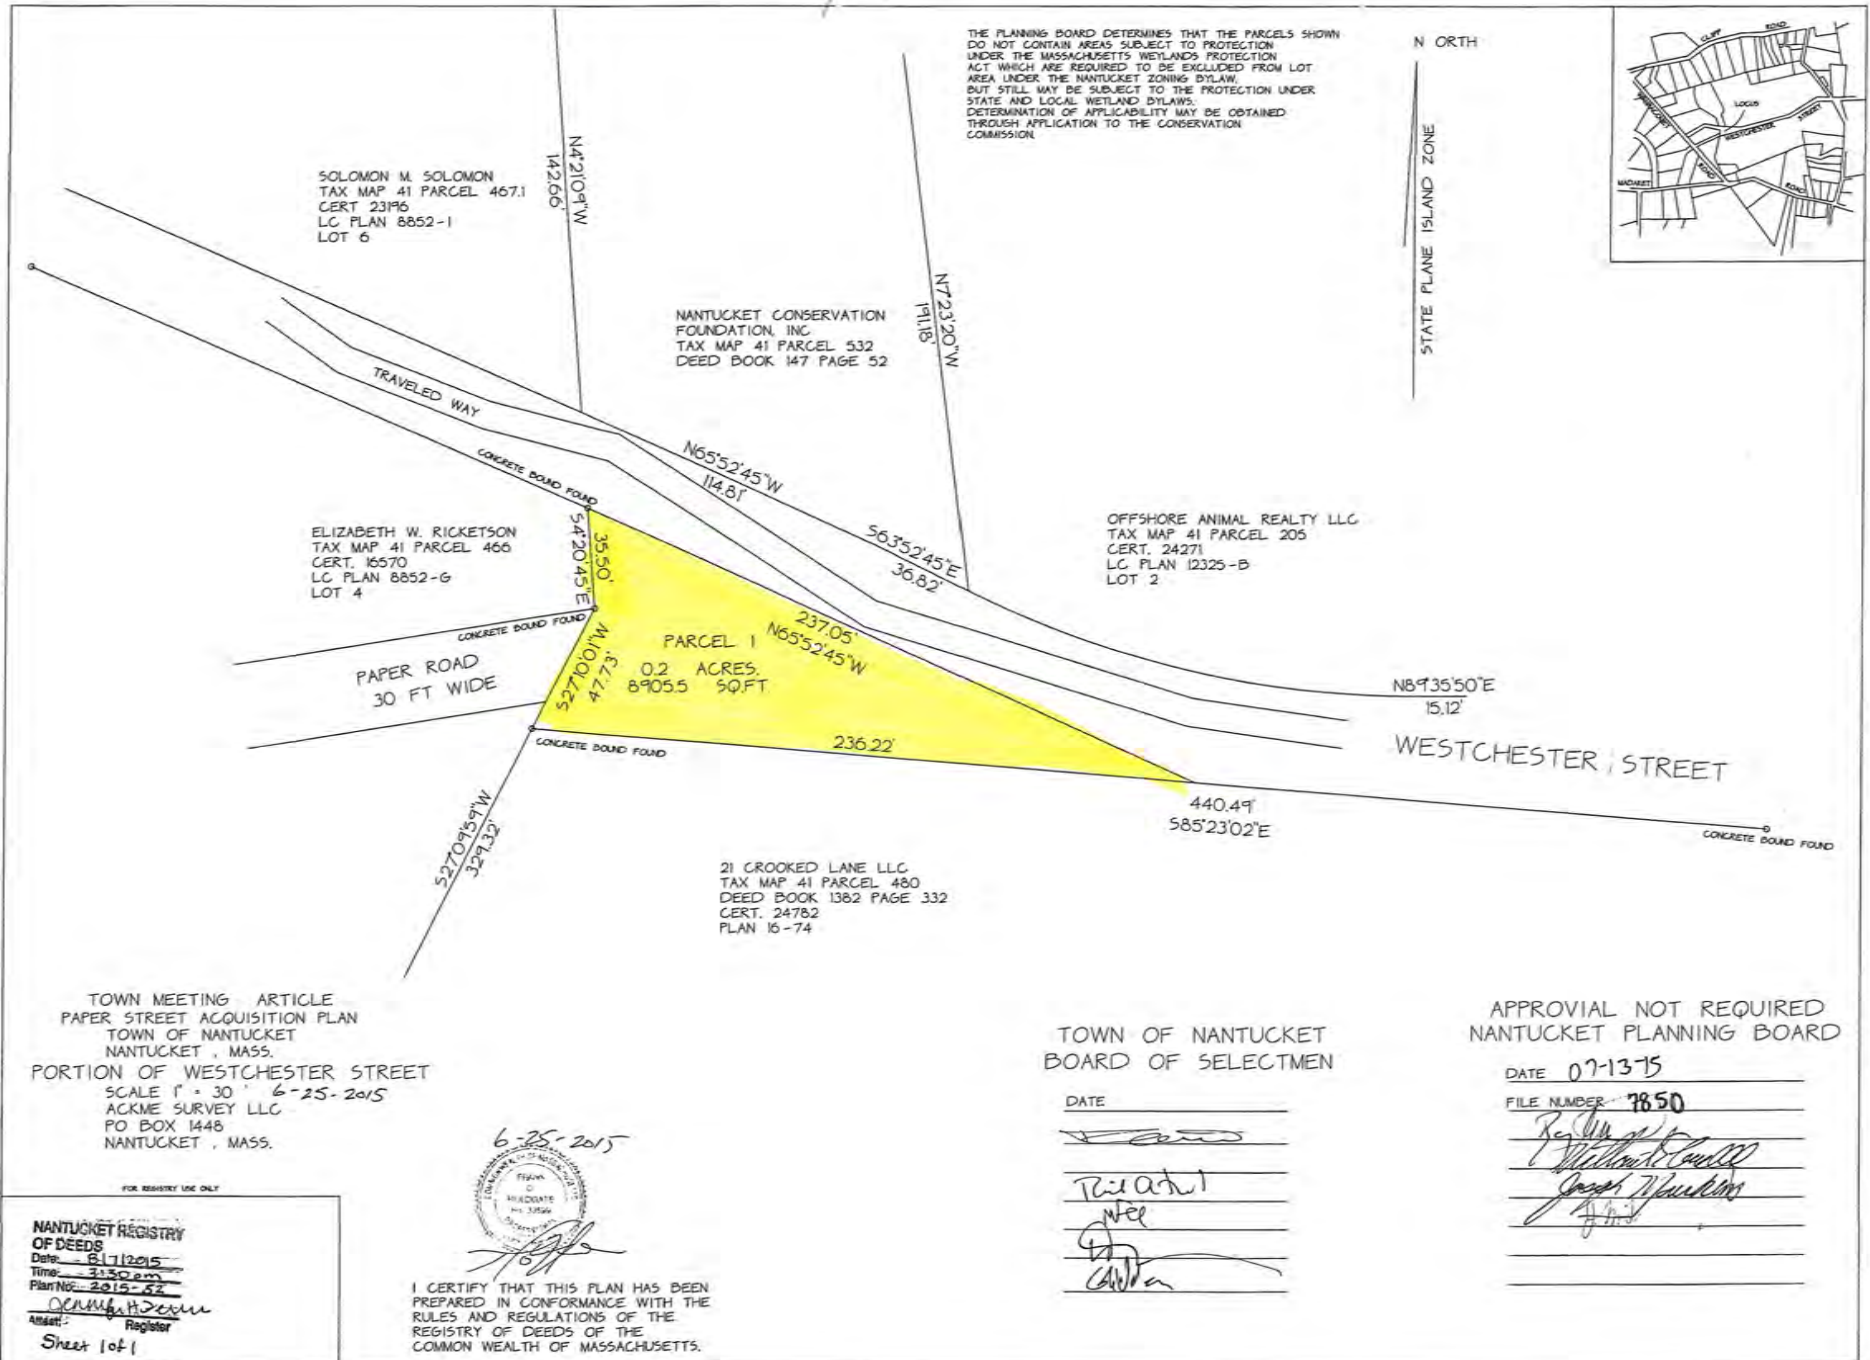 THE PLANNING BOARD DETERMINES THAT THE PARCELS SHOWN
DO NOT CONTAIN AREAS SUBJECT TO PROTECTION
UNDER THE MASSACHUSETTS WEYLANDS PROTECTION
ACT WHICH ARE REQUIRED TO BE EXCLUDED FROM LOT
AREA UNDER THE NANTUCKET ZONING BYLAW.
BUT STILL MAY BE SUBJECT TO THE PROTECTION UNDER
STATE AND LOCAL WETLAND BYLAWS.
DETERMINATION OF APPLICABILITY MAY BE OBTAINED
THROUGH APPLICATION TO THE CONSERVATION
COMMISSION.
N ORTH
STATE PLANE ISLAND ZONE
CLIFF ROAD
LOCUS
WESTCHESTER STREET
ROAD
MADAKET
ROAD
SOLOMON M. SOLOMON
TAX MAP 41 PARCEL 467.1
CERT 23196
LC PLAN 8852-I
LOT 6
N4°21'09"W
142.66'
NANTUCKET CONSERVATION
FOUNDATION, INC
TAX MAP 41 PARCEL 532
DEED BOOK 147 PAGE 52
N7°23'20"W
191.18'
TRAVELED WAY
CONCRETE BOUND FOUND
N65°52'45"W
114.81'
S63°52'45"E
36.82'
OFFSHORE ANIMAL REALTY LLC
TAX MAP 41 PARCEL 205
CERT. 24271
LC PLAN 12325-B
LOT 2
ELIZABETH W. RICKETSON
TAX MAP 41 PARCEL 466
CERT. 16570
LC PLAN 8852-G
LOT 4
S4°20'45"E
35.50'
CONCRETE BOUND FOUND
PAPER ROAD
30 FT WIDE
S27°10'01"W
47.73'
PARCEL 1
0.2 ACRES.
8905.5 SQ.FT.
237.05'
N65°52'45"W
236.22'
CONCRETE BOUND FOUND
N89°35'50"E
15.12'
WESTCHESTER STREET
440.49'
S85°23'02"E
CONCRETE BOUND FOUND
S27°09'59"W
329.32'
21 CROOKED LANE LLC
TAX MAP 41 PARCEL 480
DEED BOOK 1382 PAGE 332
CERT. 24782
PLAN 16-74
TOWN MEETING ARTICLE
PAPER STREET ACQUISITION PLAN
TOWN OF NANTUCKET
NANTUCKET , MASS.
PORTION OF WESTCHESTER STREET
SCALE 1" = 30 ' 6-25-2015
ACKME SURVEY LLC
PO BOX 1448
NANTUCKET , MASS.
FOR REGISTRY USE ONLY
NANTUCKET REGISTRY
OF DEEDS
Date: 8/7/2015
Time: 3:30 pm
Plan No: 2015-52
Attest: Register
Sheet 1 of 1
6-25-2015
I CERTIFY THAT THIS PLAN HAS BEEN
PREPARED IN CONFORMANCE WITH THE
RULES AND REGULATIONS OF THE
REGISTRY OF DEEDS OF THE
COMMON WEALTH OF MASSACHUSETTS.
TOWN OF NANTUCKET
BOARD OF SELECTMEN
DATE
APPROVIAL NOT REQUIRED
NANTUCKET PLANNING BOARD
DATE 07-13-15
FILE NUMBER 7850